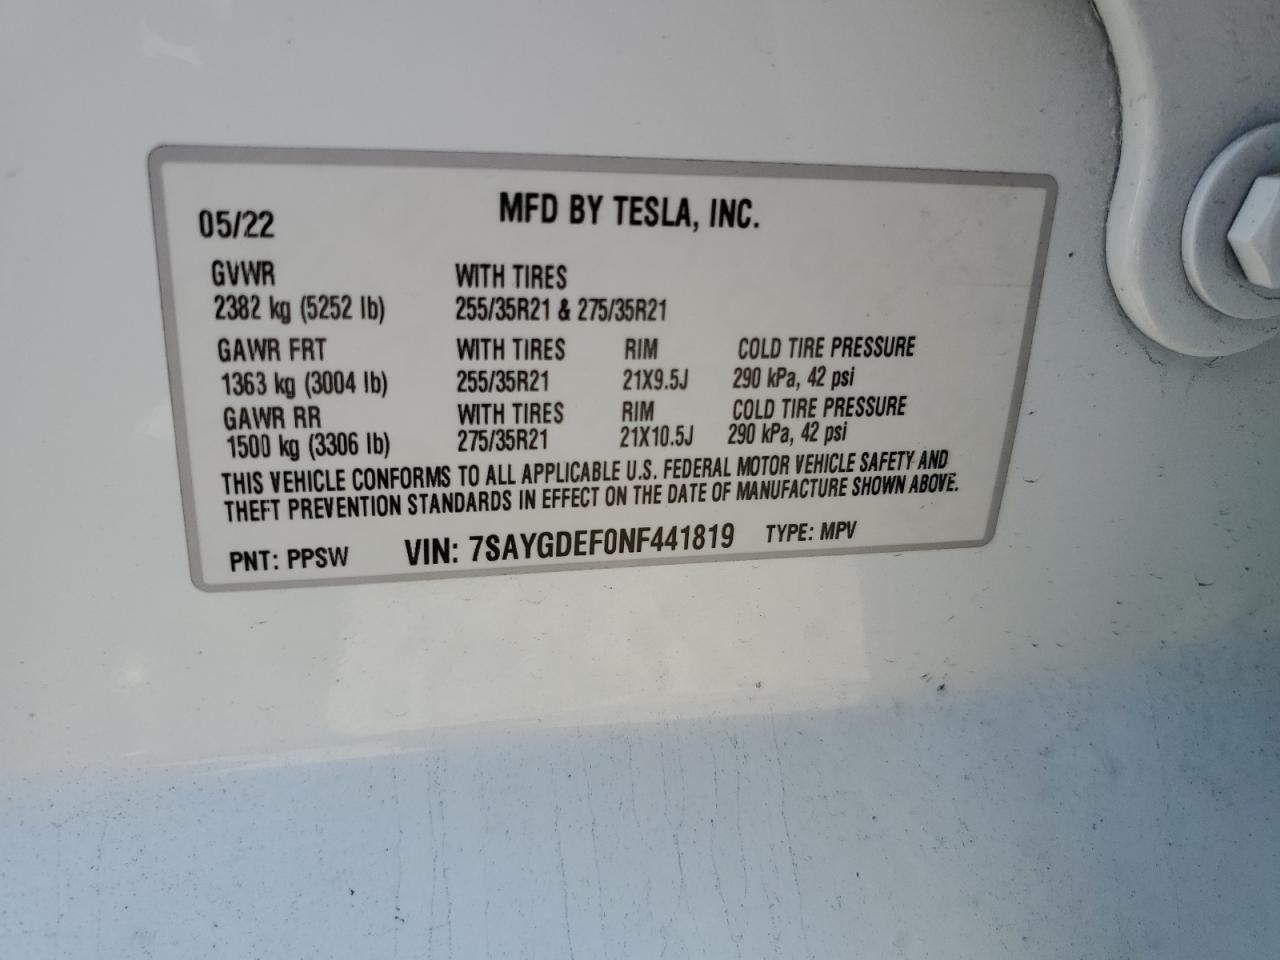 05/22 MFD BY TESLA, INC.
GVWR WITH TIRES
2382 kg (5252 lb) 255/35R21 & 275/35R21
GAWR FRT WITH TIRES RIM COLD TIRE PRESSURE
1363 kg (3004 lb) 255/35R21 21X9.5J 290 kPa, 42 psi
GAWR RR WITH TIRES RIM COLD TIRE PRESSURE
1500 kg (3306 lb) 275/35R21 21X10.5J 290 kPa, 42 psi
THIS VEHICLE CONFORMS TO ALL APPLICABLE U.S. FEDERAL MOTOR VEHICLE SAFETY AND
THEFT PREVENTION STANDARDS IN EFFECT ON THE DATE OF MANUFACTURE SHOWN ABOVE.
PNT: PPSW VIN: 7SAYGDEF0NF441819 TYPE: MPV